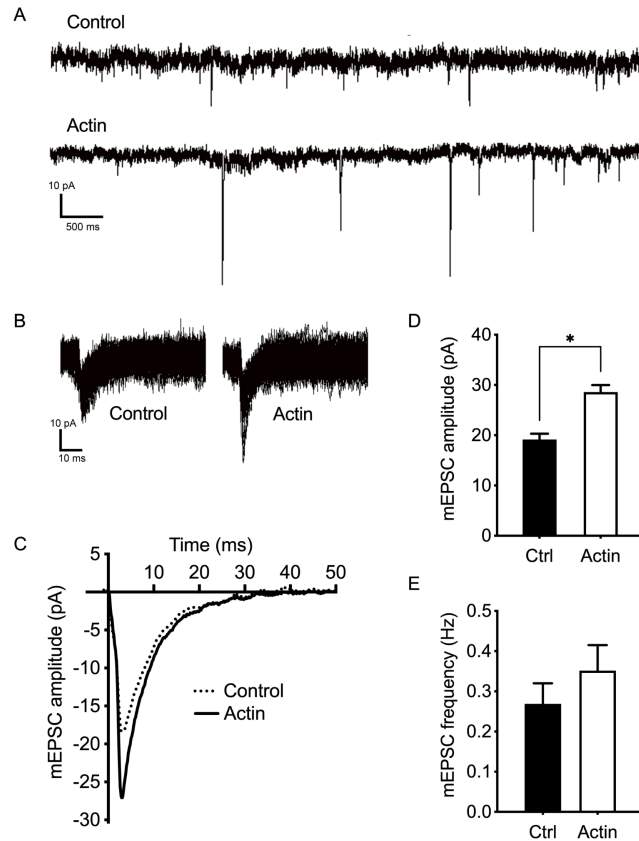 A
Control
Actin
10 pA
500 ms
B
Control
Actin
10 pA
10 ms
C
Time (ms)
mEPSC amplitude (pA)
5
-5
-10
-15
-20
-25
-30
10
20
30
40
50
Control
Actin
D
mEPSC amplitude (pA)
40
30
20
10
0
*
Ctrl
Actin
E
mEPSC frequency (Hz)
0.5
0.4
0.3
0.2
0.1
0.0
Ctrl
Actin